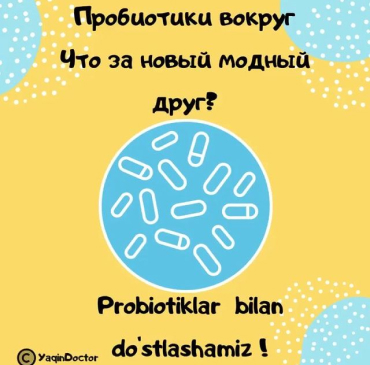 Пробиотики вокруг
Что за новый модный
друг?
Probiotiklar bilan
do'stlashamiz !
© YaqinDoctor